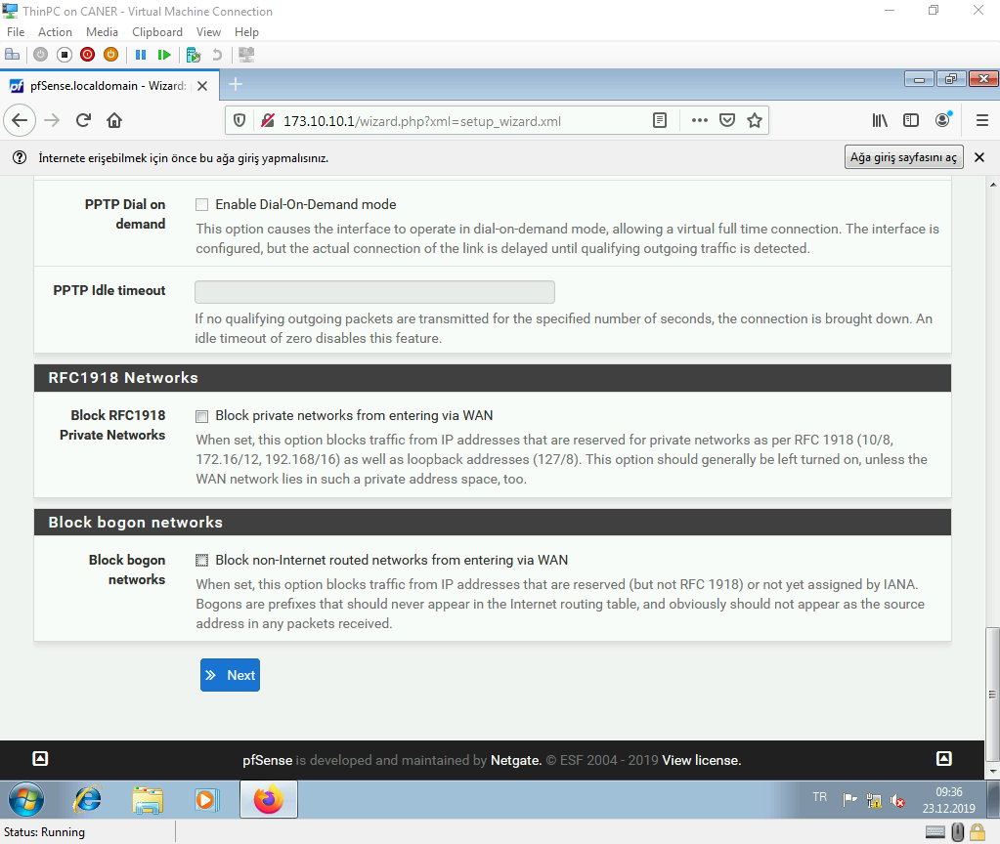 ThinPC on CANER - Virtual Machine Connection
File Action Media Clipboard View Help
pfSense.localdomain - Wizard:
173.10.10.1/wizard.php?xml=setup_wizard.xml
İnternete erişebilmek için önce bu ağa giriş yapmalısınız.
Ağa giriş sayfasını aç
PPTP Dial on
demand
Enable Dial-On-Demand mode
This option causes the interface to operate in dial-on-demand mode, allowing a virtual full time connection. The interface is
configured, but the actual connection of the link is delayed until qualifying outgoing traffic is detected.
PPTP Idle timeout
If no qualifying outgoing packets are transmitted for the specified number of seconds, the connection is brought down. An
idle timeout of zero disables this feature.
RFC1918 Networks
Block RFC1918
Private Networks
Block private networks from entering via WAN
When set, this option blocks traffic from IP addresses that are reserved for private networks as per RFC 1918 (10/8,
172.16/12, 192.168/16) as well as loopback addresses (127/8). This option should generally be left turned on, unless the
WAN network lies in such a private address space, too.
Block bogon networks
Block bogon
networks
Block non-Internet routed networks from entering via WAN
When set, this option blocks traffic from IP addresses that are reserved (but not RFC 1918) or not yet assigned by IANA.
Bogons are prefixes that should never appear in the Internet routing table, and obviously should not appear as the source
address in any packets received.
Next
pfSense is developed and maintained by Netgate. © ESF 2004 - 2019 View license.
TR
09:36
23.12.2019
Status: Running